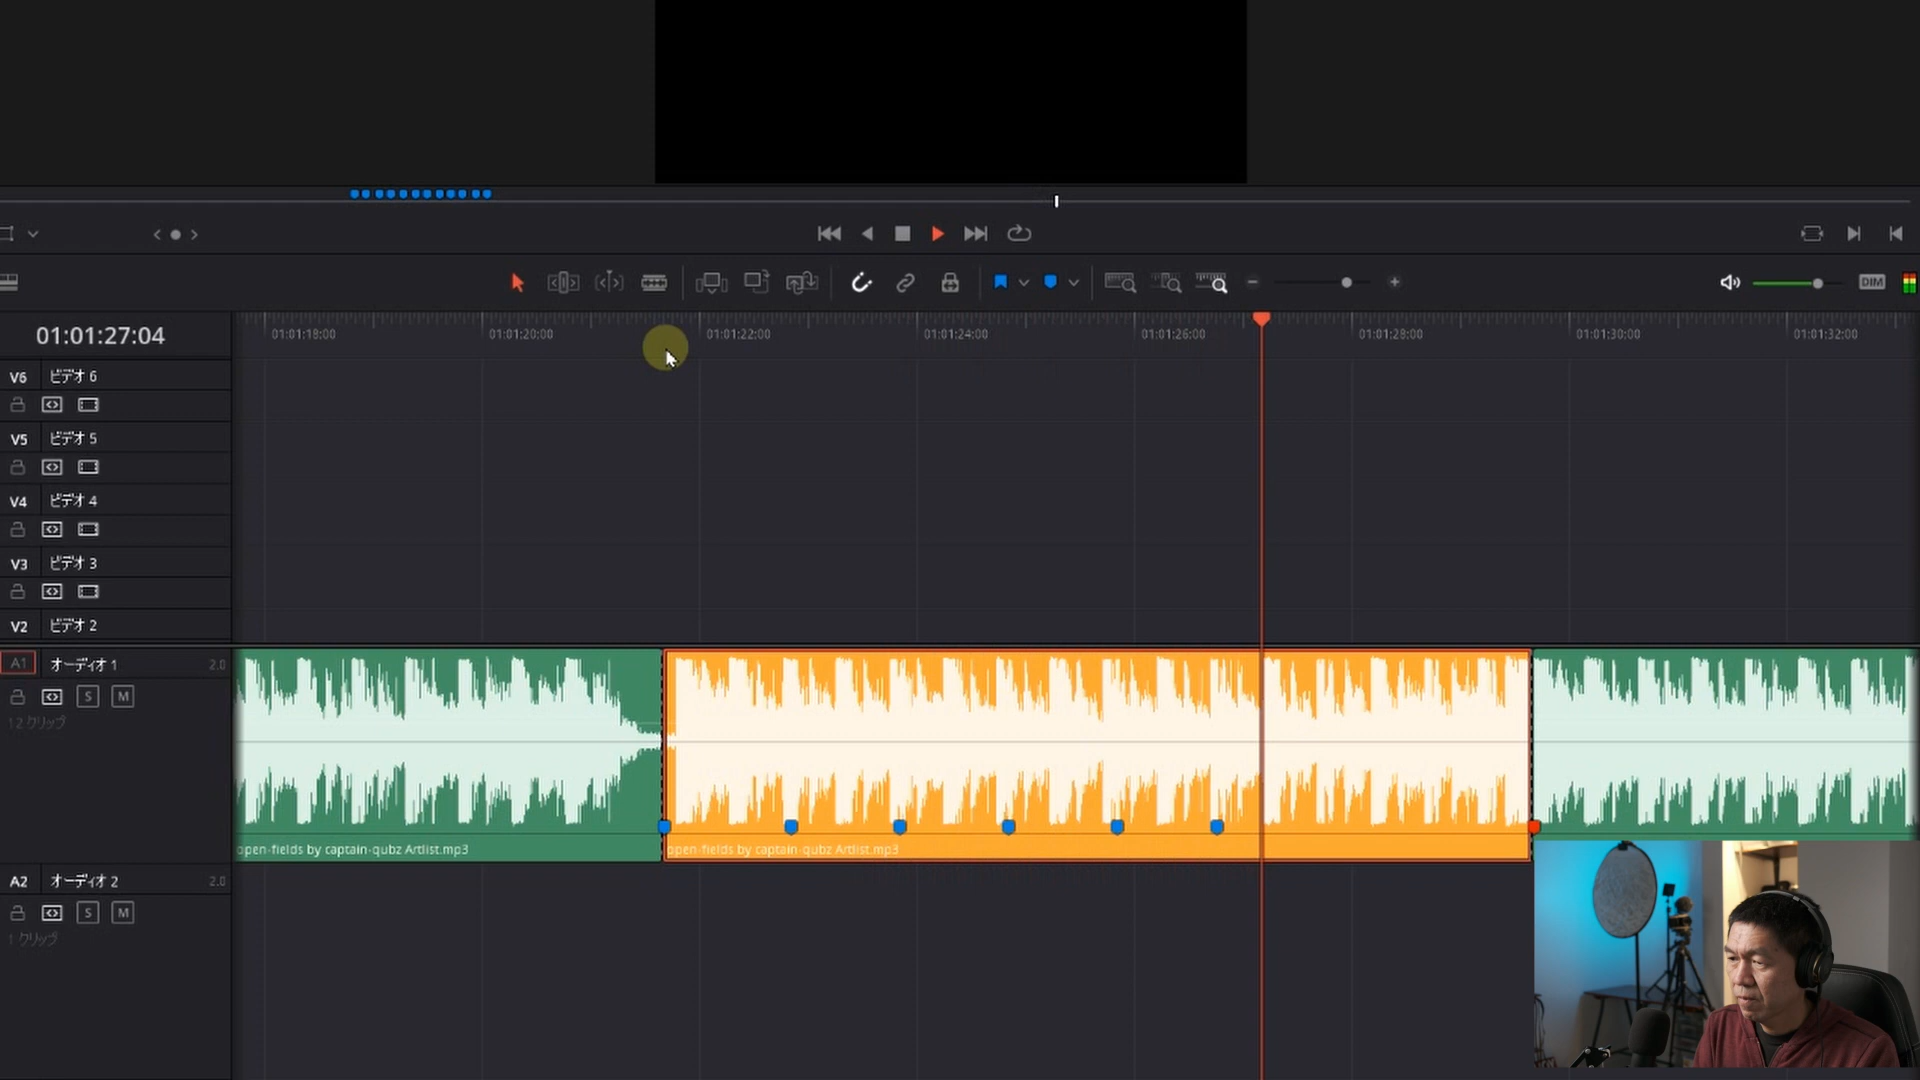 DIM
01:01:27:04
01:01:18:00
01:01:20:00
01:01:22:00
01:01:24:00
01:01:26:00
01:01:28:00
01:01:30:00
01:01:32:00
V6 ビデオ 6
V5 ビデオ 5
V4 ビデオ 4
V3 ビデオ 3
V2 ビデオ 2
A1 オーディオ 1 2.0
S M
12 クリップ
open-fields by captain-qubz Artlist.mp3
open-fields by captain-qubz Artlist.mp3
A2 オーディオ 2 2.0
S M
1 クリップ